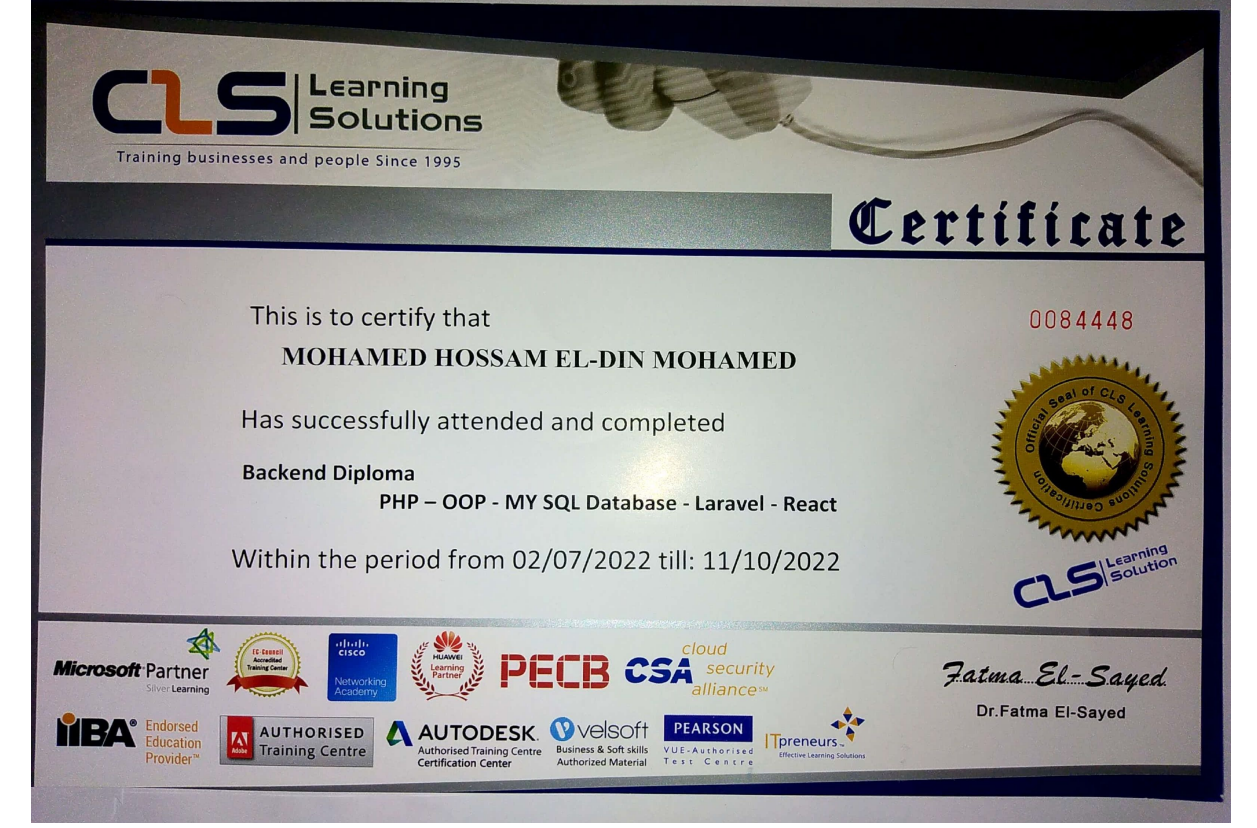 CLS Learning
Solutions
Training businesses and people Since 1995
Certificate
This is to certify that
0084448
MOHAMED HOSSAM EL-DIN MOHAMED
Has successfully attended and completed
Official Seal of CLS Learning Solutions Certification
Backend Diploma
PHP – OOP - MY SQL Database - Laravel - React
Within the period from 02/07/2022 till: 11/10/2022
CLS Learning
Solution
Microsoft Partner
Silver Learning
EC-Council
Accredited
Training Center
CISCO
Networking
Academy
HUAWEI
Learning
Partner
PECB
CSA cloud
security
alliance SM
Fatma El-Sayed
Dr.Fatma El-Sayed
IIBA®
Endorsed
Education
Provider™
Adobe
AUTHORISED
Training Centre
AUTODESK.
Authorised Training Centre
Certification Center
velsoft
Business & Soft skills
Authorized Material
PEARSON
VUE-Authorised
Test Centre
ITpreneurs
Effective Learning Solutions